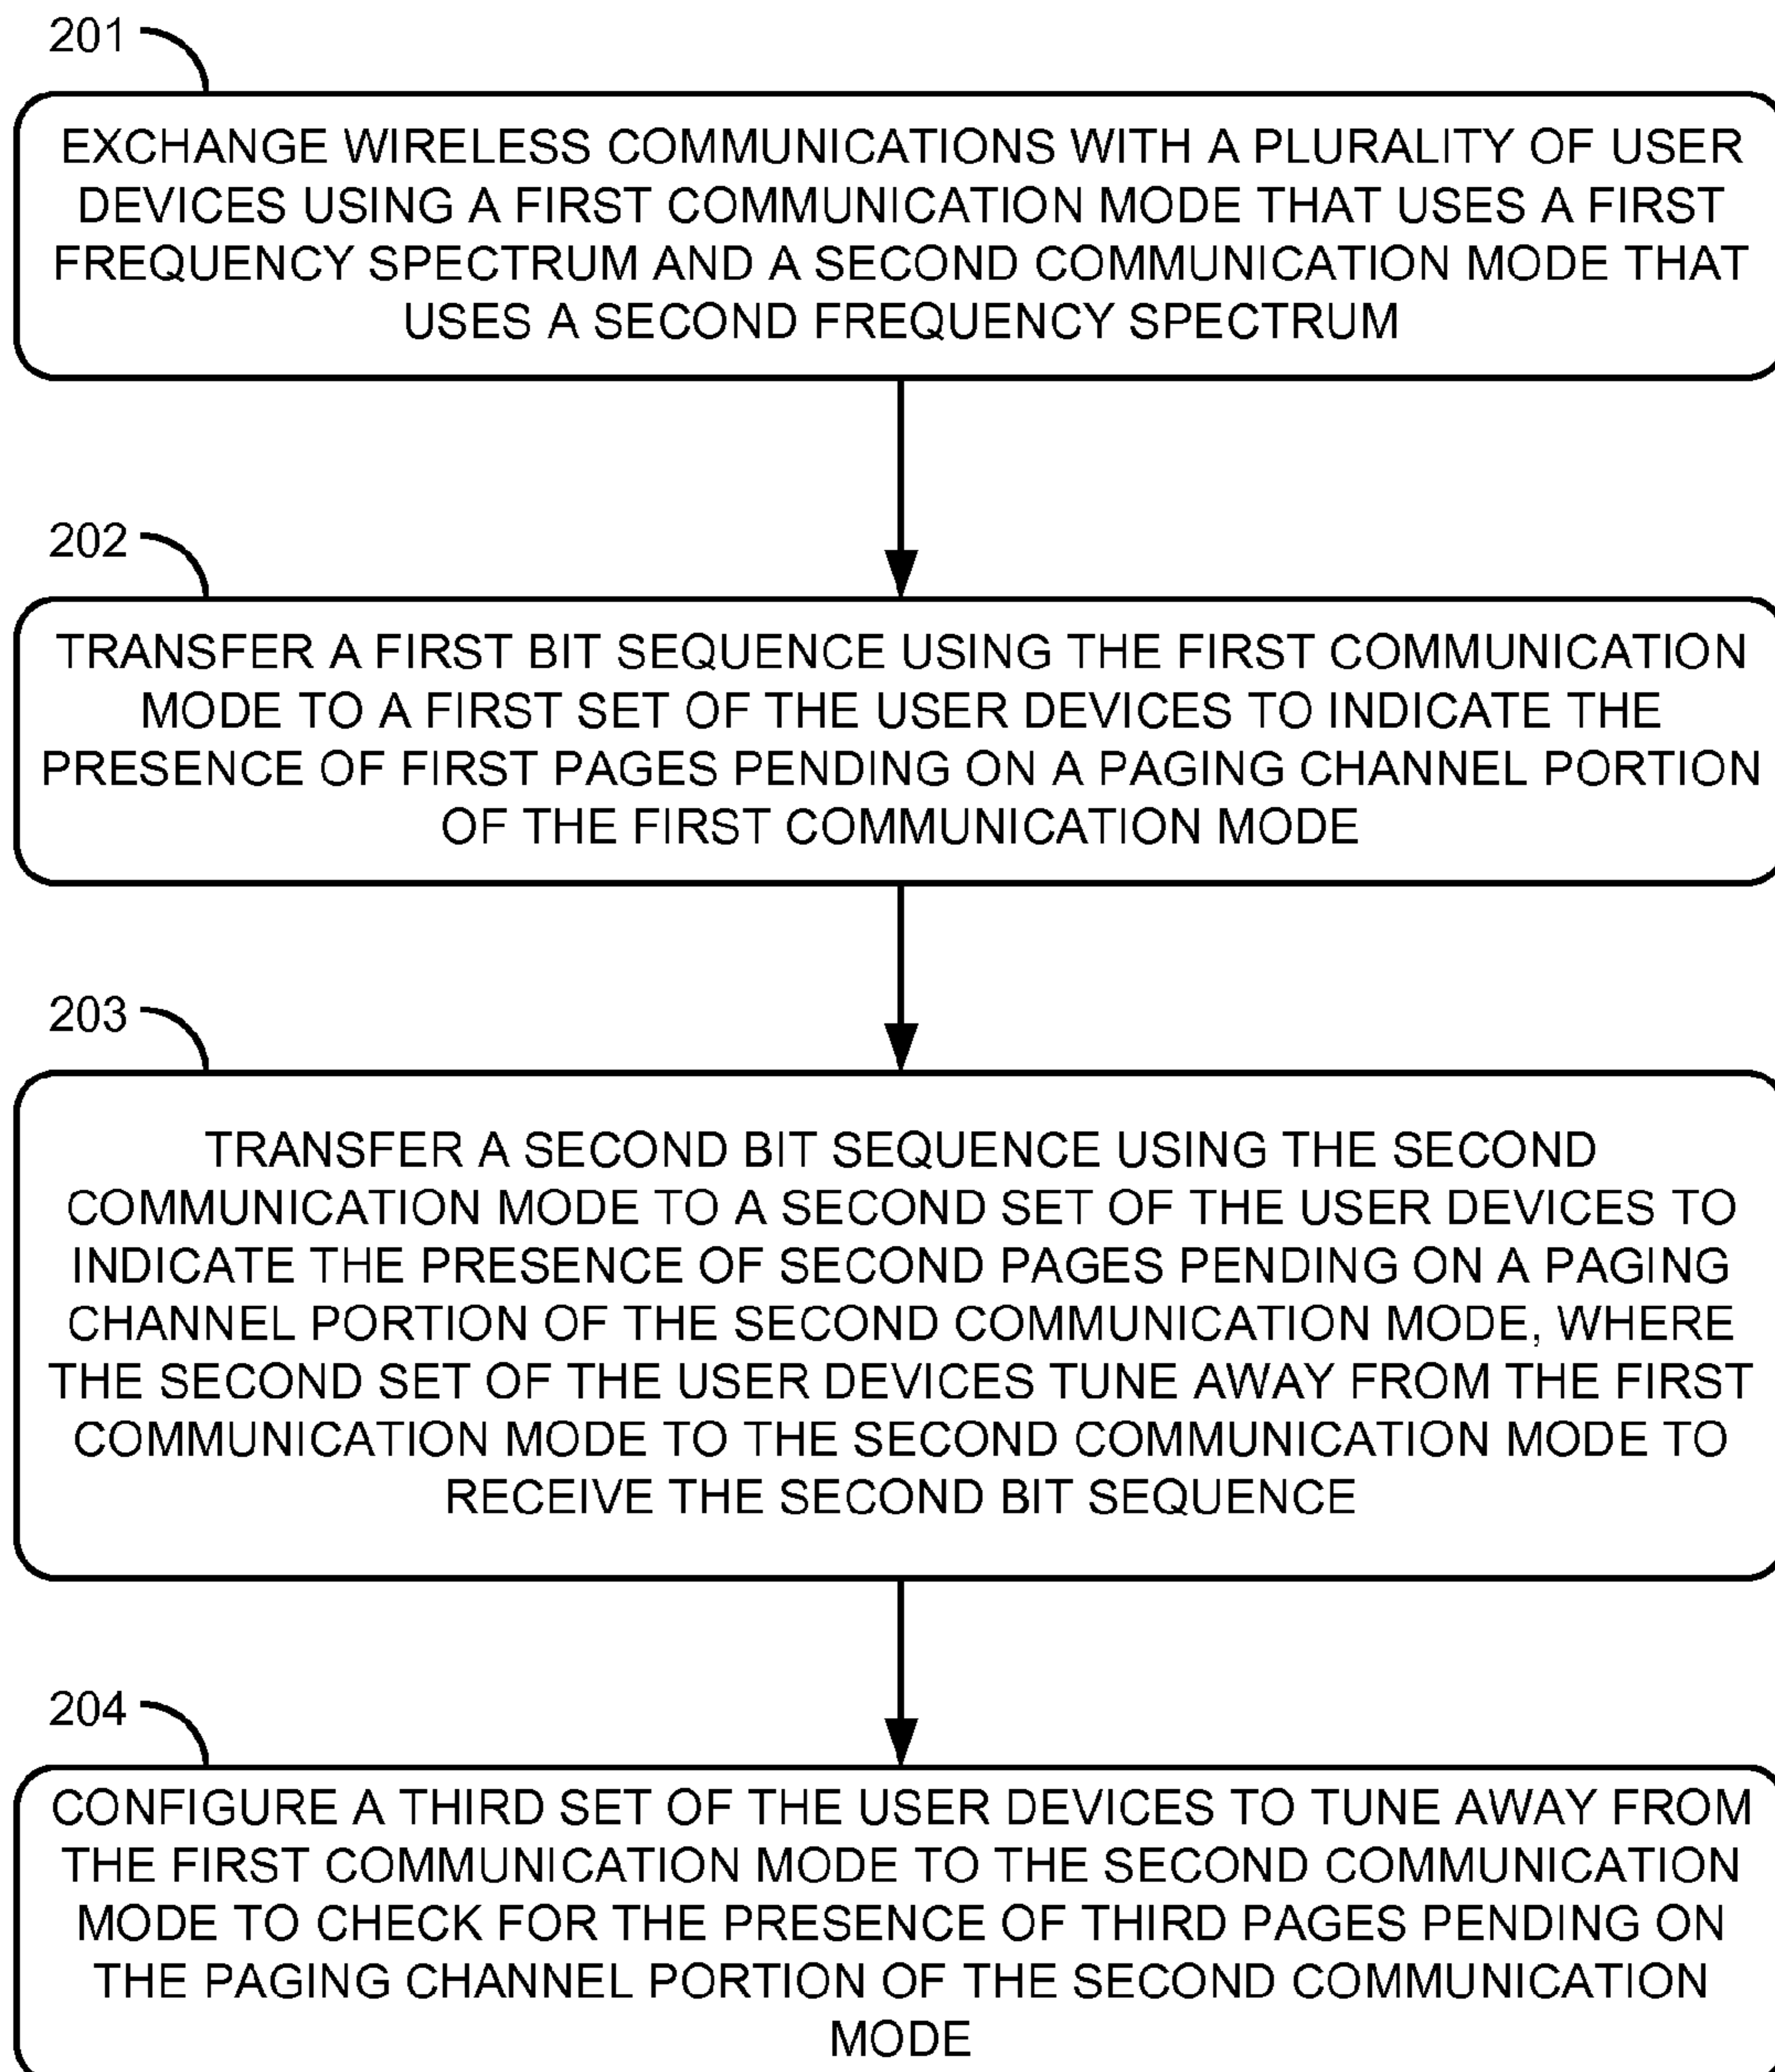 201
EXCHANGE WIRELESS COMMUNICATIONS WITH A PLURALITY OF USER
DEVICES USING A FIRST COMMUNICATION MODE THAT USES A FIRST
FREQUENCY SPECTRUM AND A SECOND COMMUNICATION MODE THAT
USES A SECOND FREQUENCY SPECTRUM
202
TRANSFER A FIRST BIT SEQUENCE USING THE FIRST COMMUNICATION
MODE TO A FIRST SET OF THE USER DEVICES TO INDICATE THE
PRESENCE OF FIRST PAGES PENDING ON A PAGING CHANNEL PORTION
OF THE FIRST COMMUNICATION MODE
203
TRANSFER A SECOND BIT SEQUENCE USING THE SECOND
COMMUNICATION MODE TO A SECOND SET OF THE USER DEVICES TO
INDICATE THE PRESENCE OF SECOND PAGES PENDING ON A PAGING
CHANNEL PORTION OF THE SECOND COMMUNICATION MODE, WHERE
THE SECOND SET OF THE USER DEVICES TUNE AWAY FROM THE FIRST
COMMUNICATION MODE TO THE SECOND COMMUNICATION MODE TO
RECEIVE THE SECOND BIT SEQUENCE
204
CONFIGURE A THIRD SET OF THE USER DEVICES TO TUNE AWAY FROM
THE FIRST COMMUNICATION MODE TO THE SECOND COMMUNICATION
MODE TO CHECK FOR THE PRESENCE OF THIRD PAGES PENDING ON
THE PAGING CHANNEL PORTION OF THE SECOND COMMUNICATION
MODE